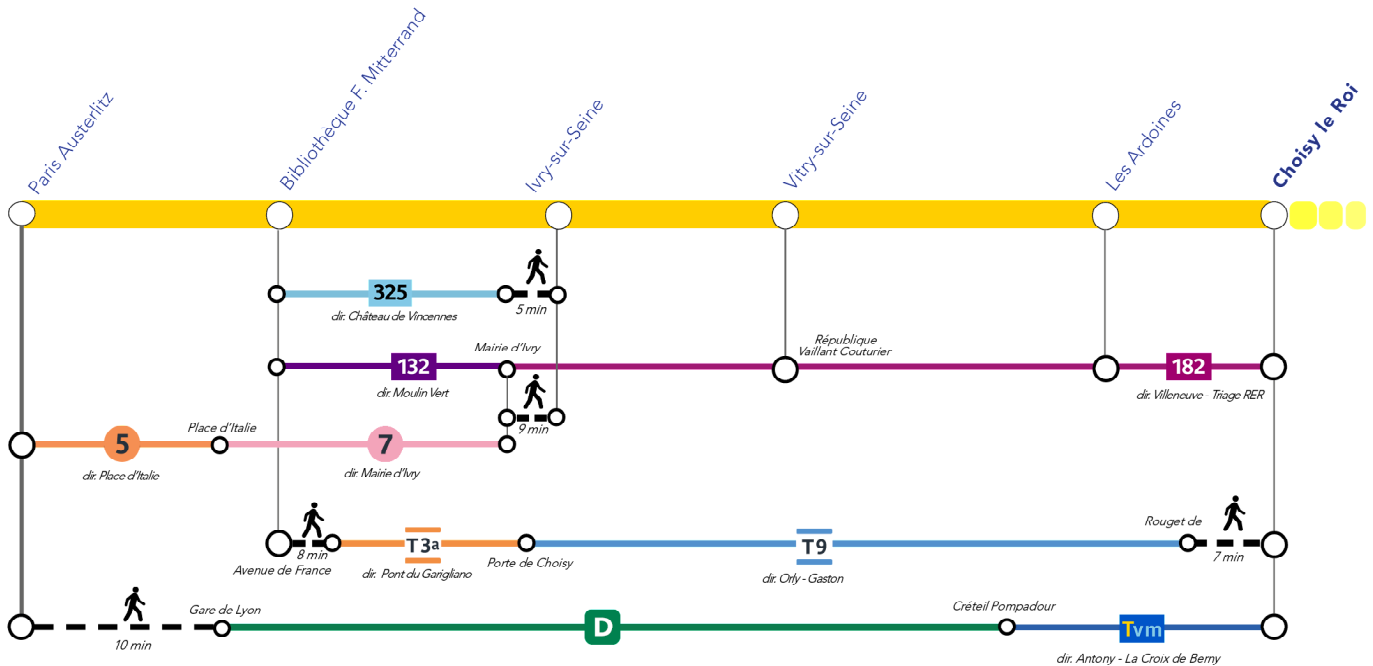 Paris Austerlitz
Bibliotheque F. Mitterrand
Ivry-sur-Seine
Vitry-sur-Seine
Les Ardoines
Choisy le Roi
325
dir. Château de Vincennes
5 min
132
dir. Moulin Vert
Mairie d'Ivry
9 min
République
Vaillant Couturier
182
dir. Villeneuve - Triage RER
5
dir. Place d'Italie
Place d'Italie
7
dir. Mairie d'Ivry
8 min
Avenue de France
T3a
dir. Pont du Garigliano
Porte de Choisy
T9
dir. Orly - Gaston
Rouget de
7 min
10 min
Gare de Lyon
D
Créteil Pompadour
Tvm
dir. Antony - La Croix de Berny